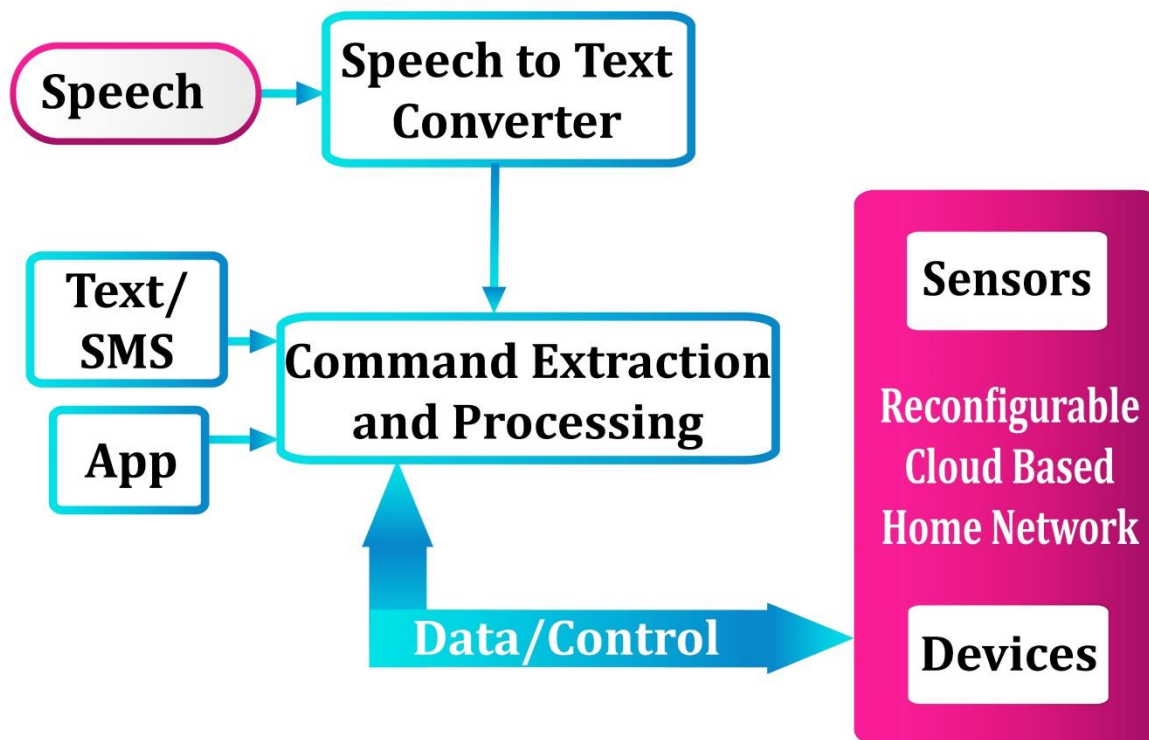 Speech
Speech to Text
Converter
Text/
SMS
App
Command Extraction
and Processing
Data/Control
Sensors
Reconfigurable
Cloud Based
Home Network
Devices